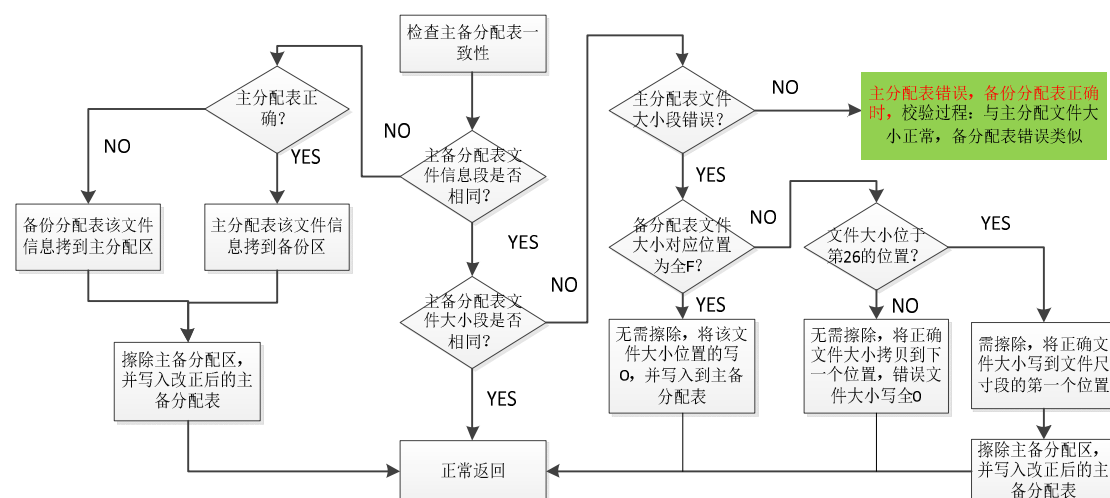 检查主备分配表一
致性
主分配表正
确？
NO
YES
备份分配表该文件
信息拷到主分配区
主分配表该文件信
息拷到备份区
擦除主备分配区，
并写入改正后的主
备分配表
NO
主备分配表文
件信息段是否
相同？
YES
主备分配表文
件大小段是否
相同？
NO
YES
正常返回
主分配表文件
大小段错误？
NO
主分配表错误，备份分配表正确
时，校验过程：与主分配文件大
小正常，备分配表错误类似
YES
备分配表文件
大小对应位置
为全F？
NO
YES
无需擦除，将该文
件大小位置的写
0，并写入到主备
分配表
文件大小位于
第26的位置？
YES
NO
无需擦除，将正确
文件大小拷贝到下
一个位置，错误文
件大小写全0
需擦除，将正确文
件大小写到文件尺
寸段的第一个位置
擦除主备分配区，
并写入改正后的主
备分配表